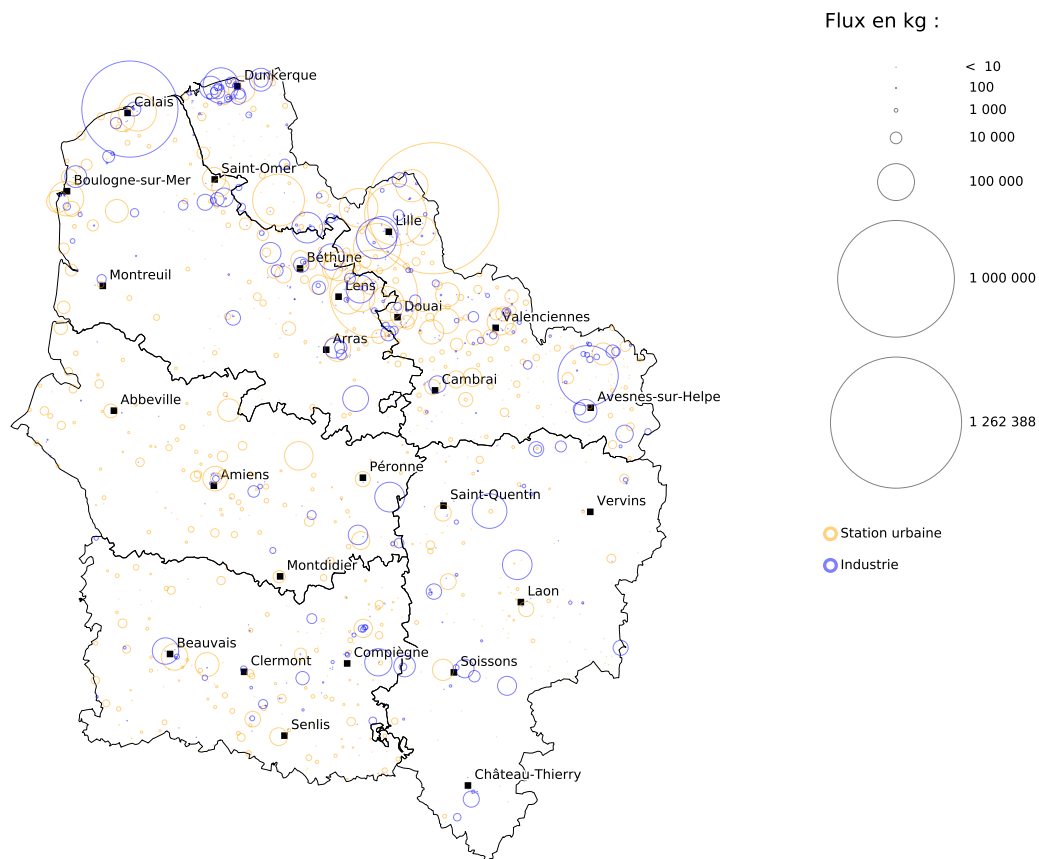 Flux en kg :
< 10
100
1 000
10 000
100 000
1 000 000
1 262 388
Station urbaine
Industrie
Dunkerque
Calais
Saint-Omer
Boulogne-sur-Mer
Lille
Béthune
Montreuil
Lens
Douai
Valenciennes
Arras
Cambrai
Avesnes-sur-Helpe
Abbeville
Péronne
Amiens
Saint-Quentin
Vervins
Montdidier
Laon
Beauvais
Compiègne
Clermont
Soissons
Senlis
Château-Thierry